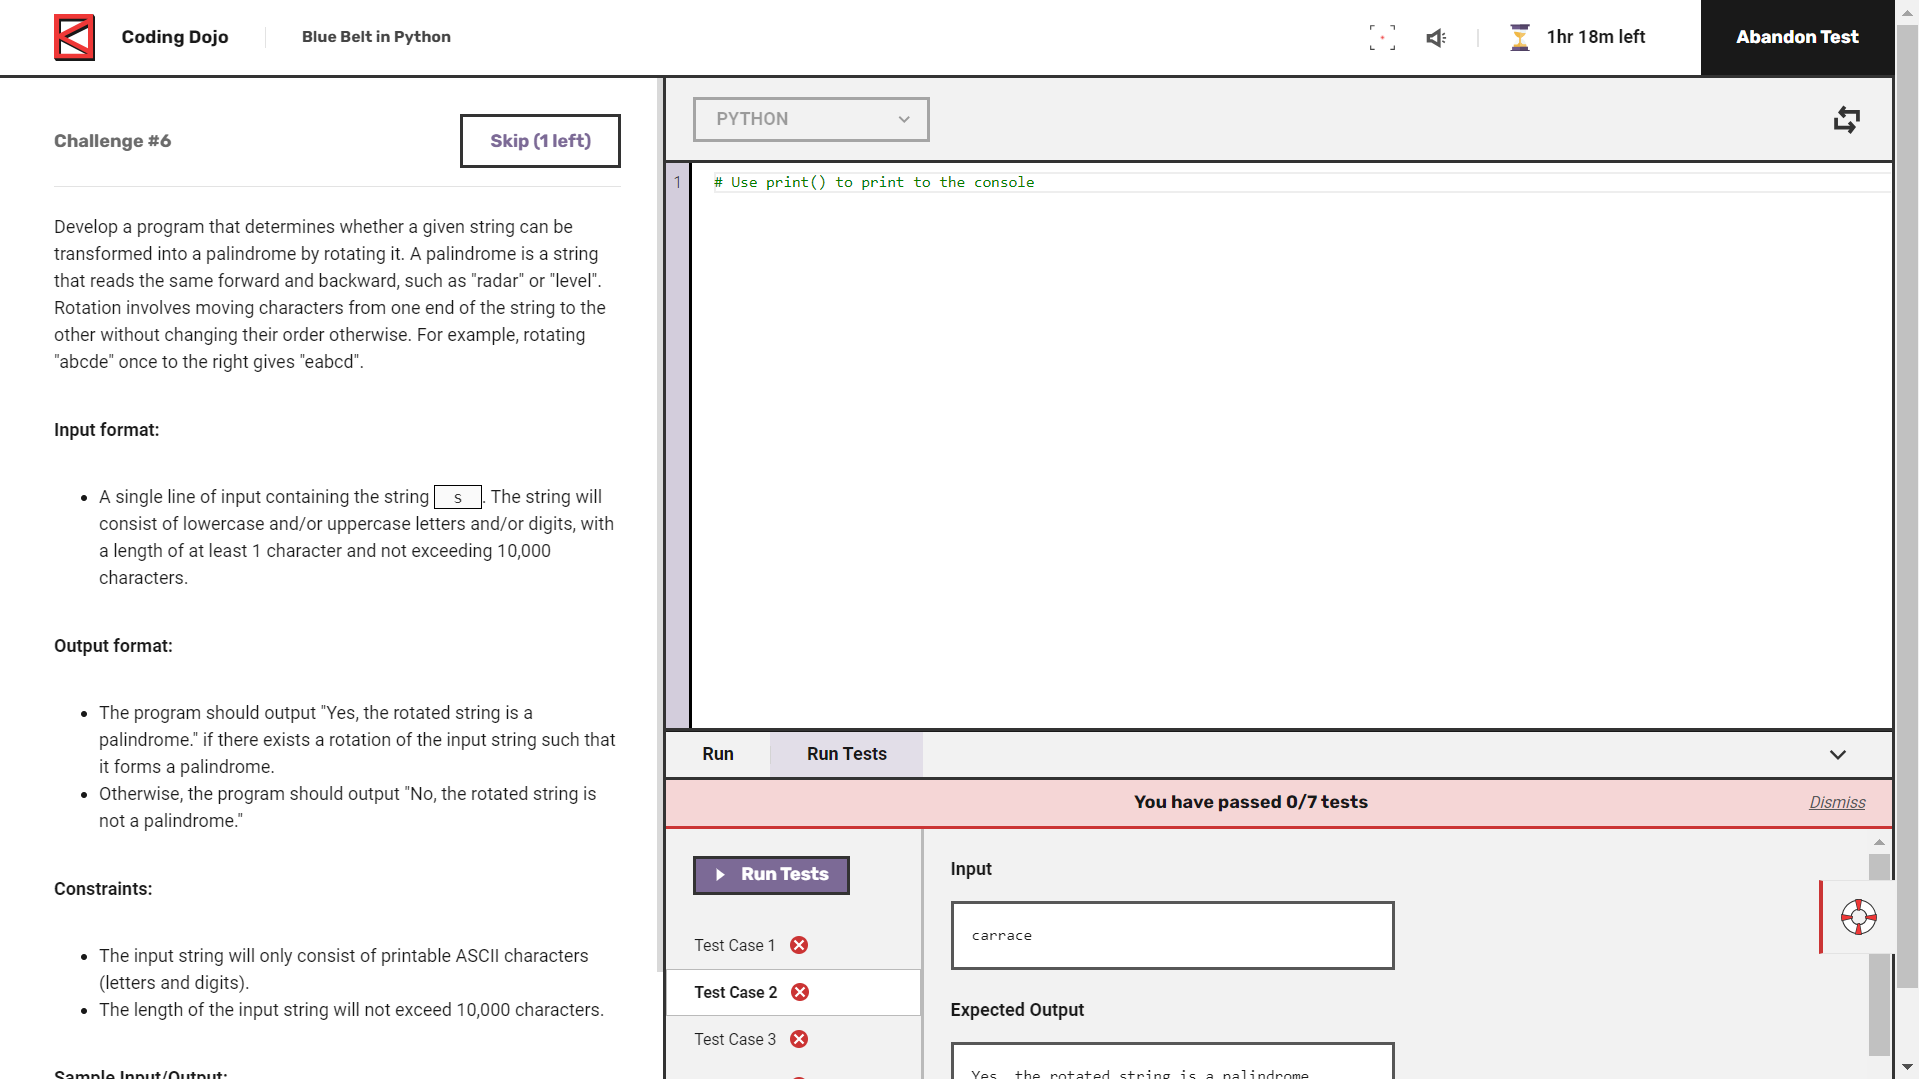 Coding Dojo
Blue Belt in Python
1hr 18m left
Abandon Test
Challenge #6
Skip (1 left)
Develop a program that determines whether a given string can be
transformed into a palindrome by rotating it. A palindrome is a string
that reads the same forward and backward, such as "radar" or "level".
Rotation involves moving characters from one end of the string to the
other without changing their order otherwise. For example, rotating
"abcde" once to the right gives "eabcd".
Input format:
A single line of input containing the string s. The string will
consist of lowercase and/or uppercase letters and/or digits, with
a length of at least 1 character and not exceeding 10,000
characters.
Output format:
The program should output "Yes, the rotated string is a
palindrome." if there exists a rotation of the input string such that
it forms a palindrome.
Otherwise, the program should output "No, the rotated string is
not a palindrome."
Constraints:
The input string will only consist of printable ASCII characters
(letters and digits).
The length of the input string will not exceed 10,000 characters.
Sample Input/Output:
PYTHON
1
# Use print() to print to the console
Run
Run Tests
You have passed 0/7 tests
Dismiss
Run Tests
Test Case 1
Test Case 2
Test Case 3
Input
carrace
Expected Output
Yes, the rotated string is a palindrome.